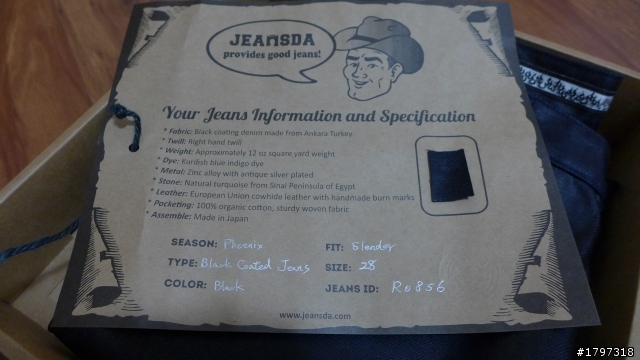 JEANSDA
provides good jeans!
Your Jeans Information and Specification
* Fabric: Black coating denim made from Ankara Turkey
* Twill: Right hand twill
* Weight: Approximately 12 oz square yard weight
* Dye: Kurdish blue indigo dye
* Metal: Zinc alloy with antique silver plated
* Stone: Natural turquoise from Sinai Peninsula of Egypt
* Leather: European Unino cowhide leather with handmade burn marks
* Pocketing: 100% organic cotton, sturdy woven fabric
* Assemble: Made in Japan
SEASON: Phoenix FIT: Slender
TYPE: Black Coated Jeans SIZE: 28
COLOR: Black JEANS ID: R0856
www.jeansda.com
#1797318